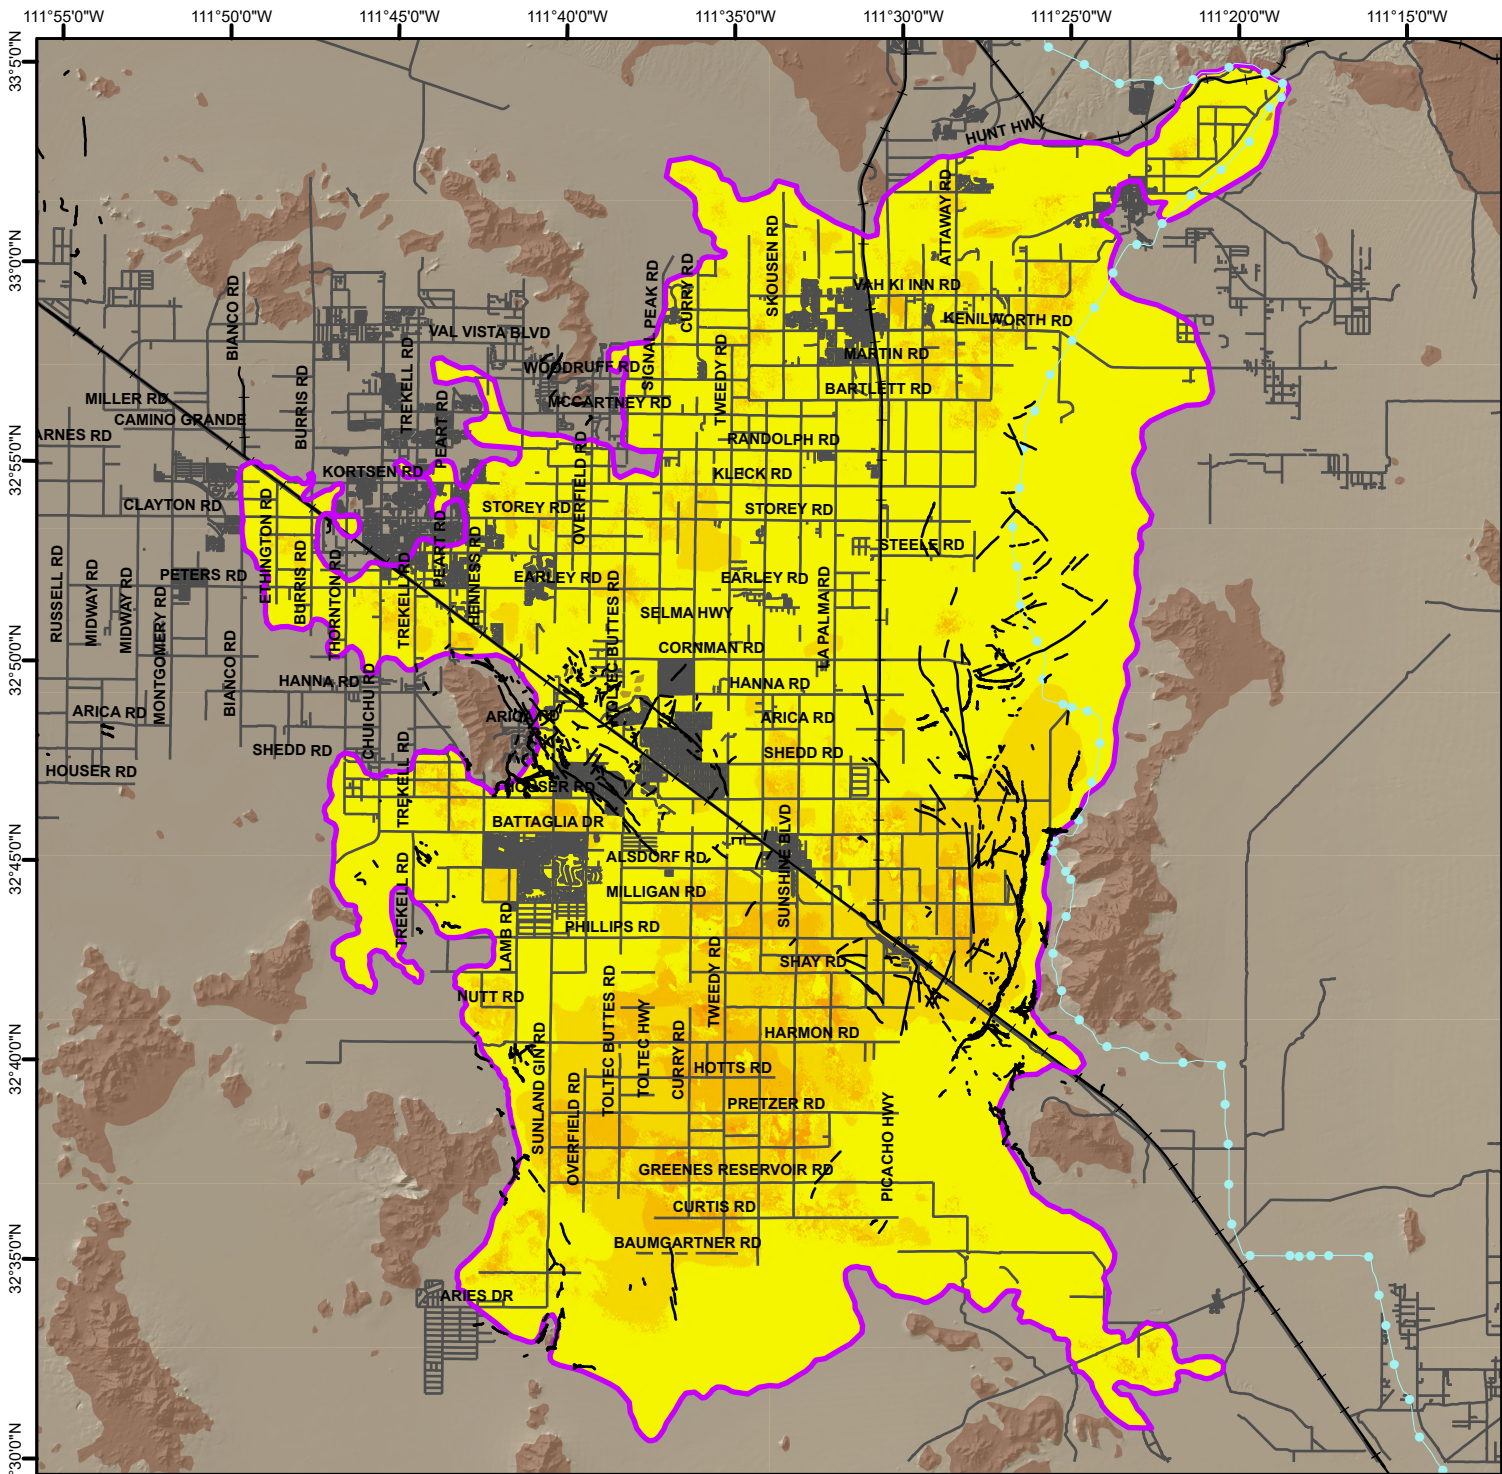 111°55'0"W
111°50'0"W
111°45'0"W
111°40'0"W
111°35'0"W
111°30'0"W
111°25'0"W
111°20'0"W
111°15'0"W
33°5'0"N
33°0'0"N
32°55'0"N
32°50'0"N
32°45'0"N
32°40'0"N
32°35'0"N
°30'0"N
HUNT HWY
ATTAWAY RD
SKOUSEN RD
SIGNAL PEAK RD
CURRY RD
VAH KI INN RD
KENILWORTH RD
BIANCO RD
VAL VISTA BLVD
TREKELL RD
WOODRUFF RD
TWEEDY RD
MARTIN RD
BARTLETT RD
MILLER RD
CAMINO GRANDE
BURRIS RD
PEART RD
MCCARTNEY RD
ARNES RD
RANDOLPH RD
OVERFIELD RD
KORTSEN RD
KLECK RD
CLAYTON RD
ETHINGTON RD
STOREY RD
STOREY RD
STEELE RD
RUSSELL RD
MIDWAY RD
MIDWAY RD
MONTGOMERY RD
PETERS RD
BURRIS RD
THORNTON RD
TREKELL RD
PEART RD
HENNESS RD
EARLEY RD
EARLEY RD
TOLTEC BUTTES RD
SELMA HWY
LA PALMA RD
CORNMAN RD
BIANCO RD
CHUICHU RD
HANNA RD
HANNA RD
ARICA RD
ARICA RD
ARICA RD
SHEDD RD
SHEDD RD
HOUSER RD
TREKELL RD
HOUSER RD
BATTAGLIA DR
SUNSHINE BLVD
ALSDORF RD
TREKELL RD
MILLIGAN RD
LAMB RD
PHILLIPS RD
TWEEDY RD
SHAY RD
NUTT RD
TOLTEC BUTTES RD
TOLTEC HWY
CURRY RD
HARMON RD
SUNLAND GIN RD
OVERFIELD RD
HOTTS RD
PRETZER RD
PICACHO HWY
GREENES RESERVOIR RD
CURTIS RD
BAUMGARTNER RD
ARIES DR